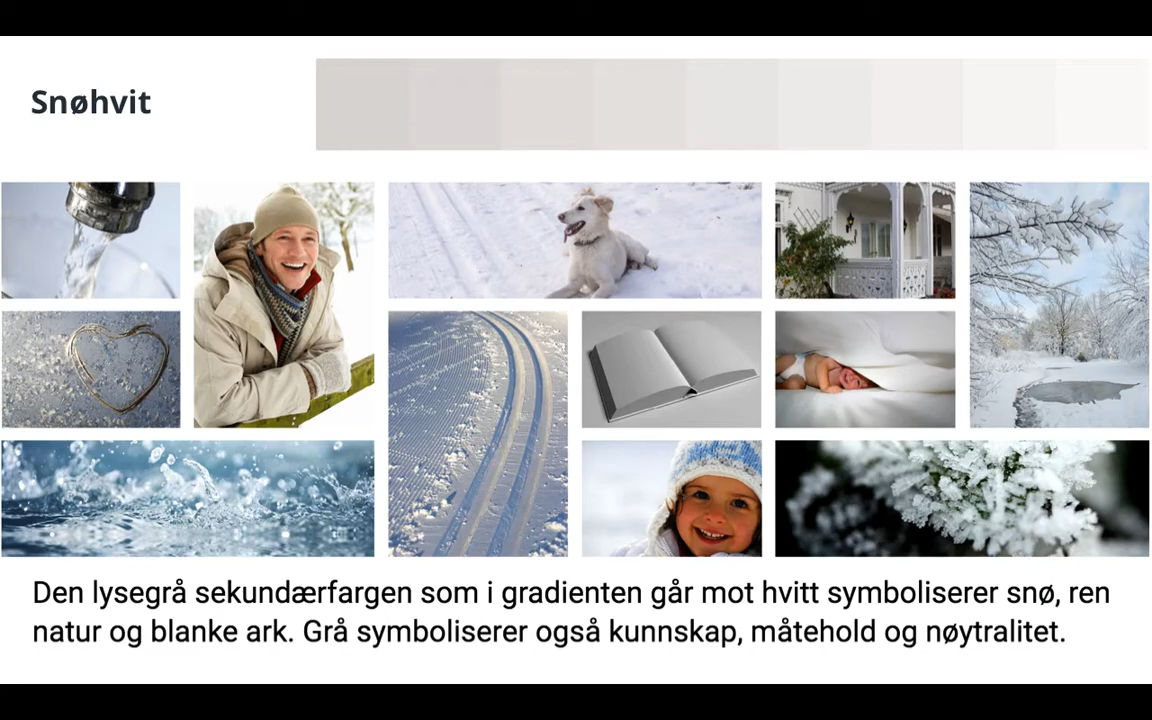 Snøhvit
Den lysegrå sekundærfargen som i gradienten går mot hvitt symboliserer snø, ren
natur og blanke ark. Grå symboliserer også kunnskap, måtehold og nøytralitet.